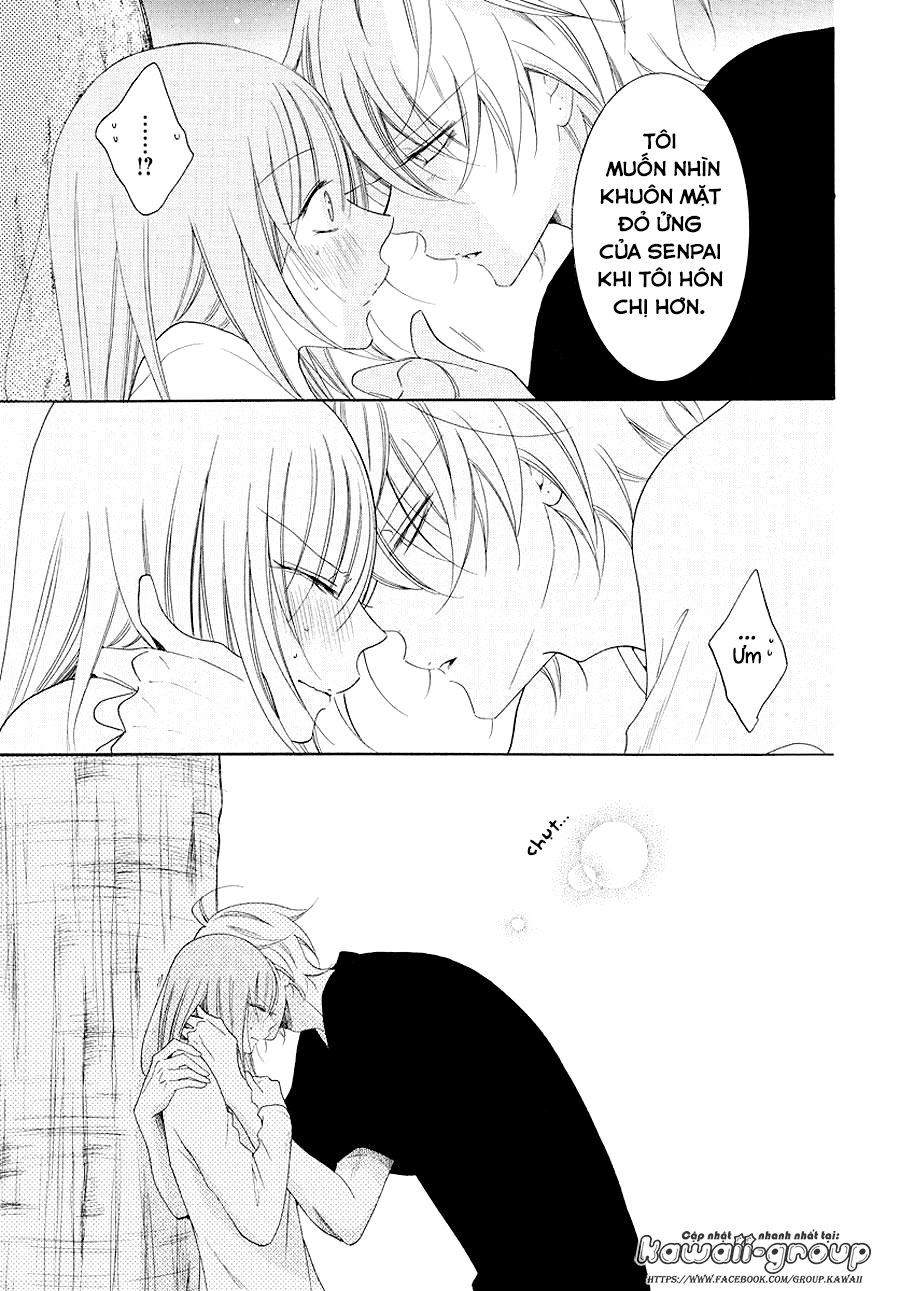 TÔI
MUỐN NHÌN
KHUÔN MẶT
ĐỎ ỬNG
CỦA SENPAI
KHI TÔI HÔN
CHỊ HƠN.
......
!?
...
ƯM
chụt...
Cập nhật nhanh nhất tại:
kawaii-group
HTTPS://WWW.FACEBOOK.COM/GROUP.KAWAII